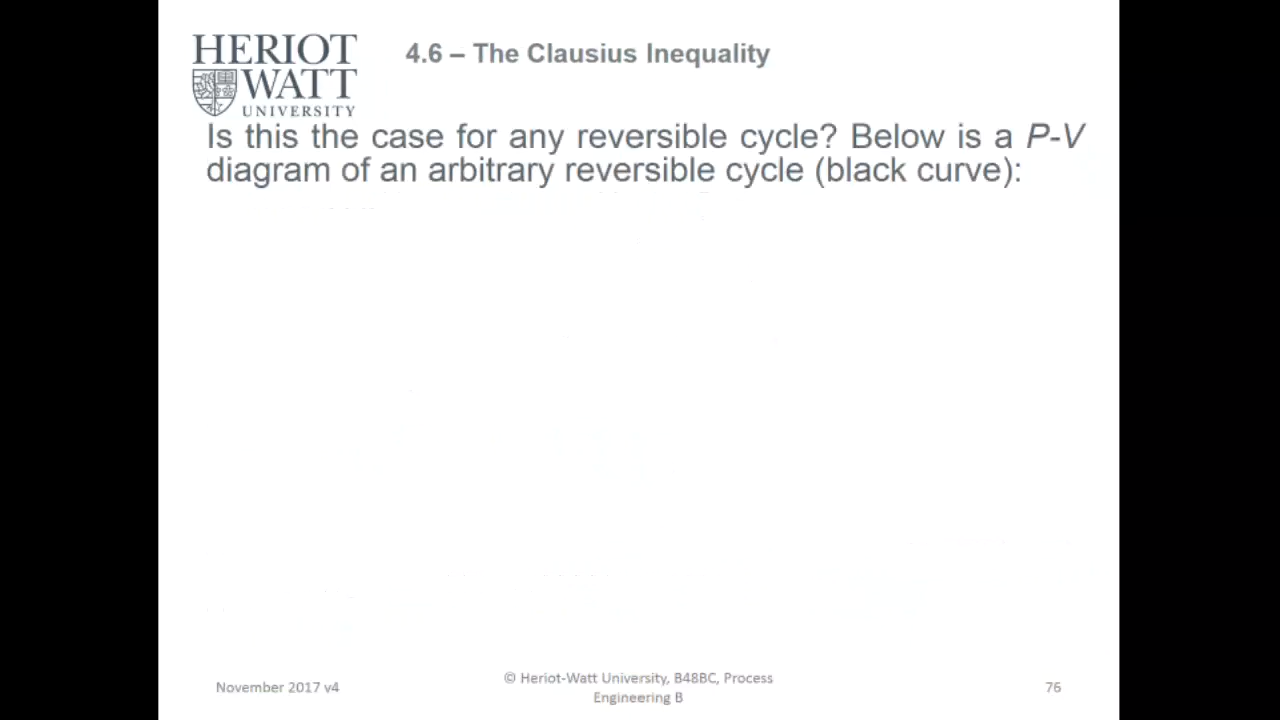 HERIOT
WATT
UNIVERSITY
4.6 – The Clausius Inequality
Is this the case for any reversible cycle? Below is a P-V
diagram of an arbitrary reversible cycle (black curve):
November 2017 v4
© Heriot-Watt University, B48BC, Process
Engineering B
76